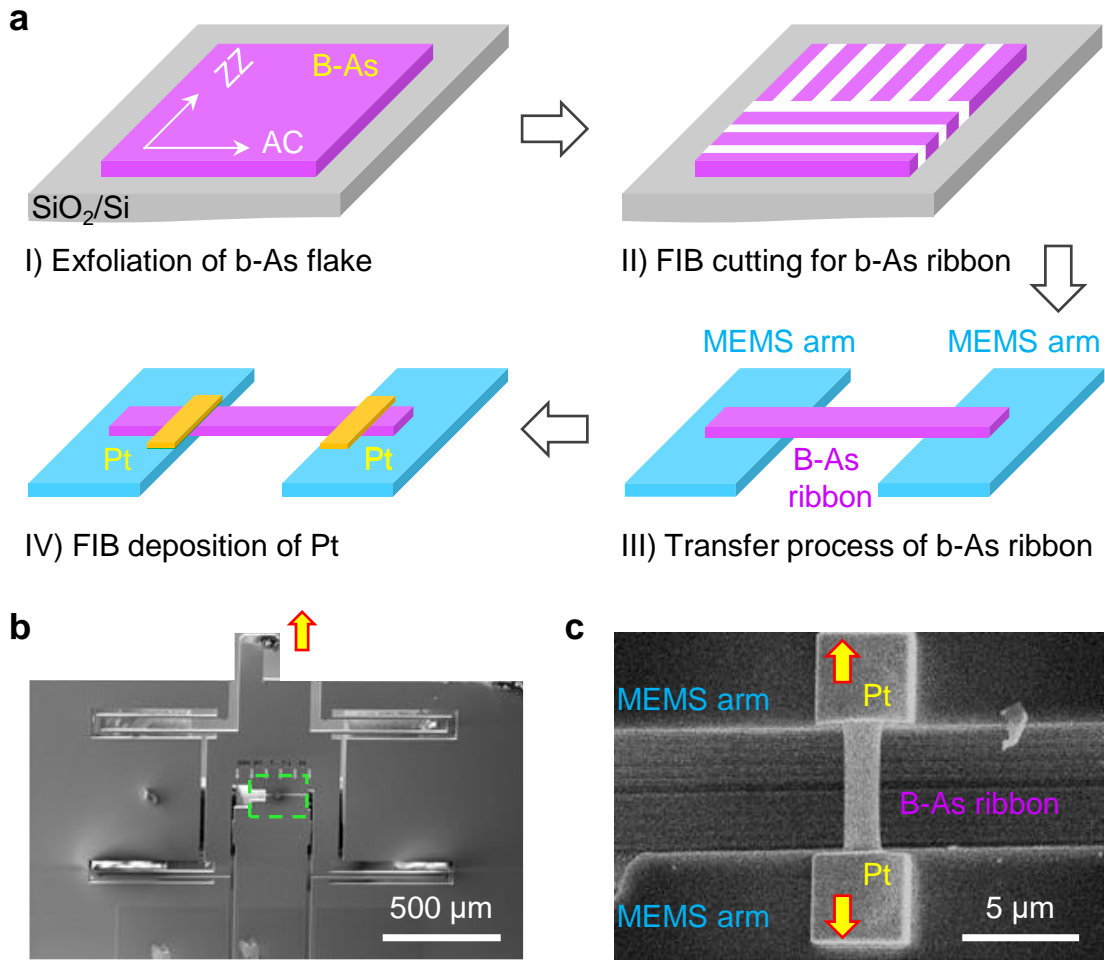 a
ZZ
B-As
AC
SiO₂/Si
I) Exfoliation of b-As flake
II) FIB cutting for b-As ribbon
MEMS arm
MEMS arm
Pt
Pt
B-As
ribbon
IV) FIB deposition of Pt
III) Transfer process of b-As ribbon
b
500 μm
c
MEMS arm
Pt
B-As ribbon
Pt
MEMS arm
5 μm